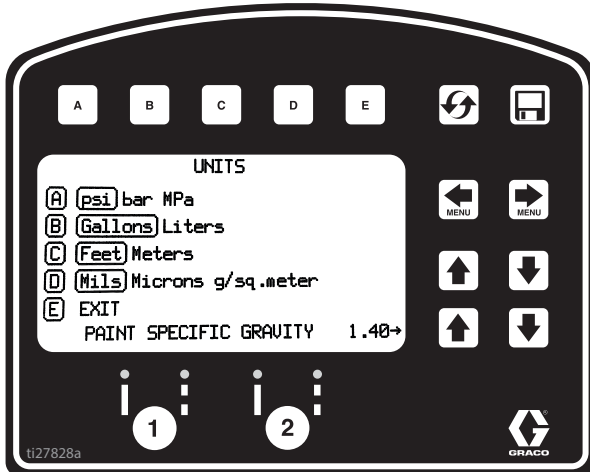 A B C D E
UNITS
A psi bar MPa
B Gallons Liters
C Feet Meters
D Mils Microns g/sq.meter
E EXIT
PAINT SPECIFIC GRAVITY 1.40→
MENU MENU
1 2
ti27828a
GRACO